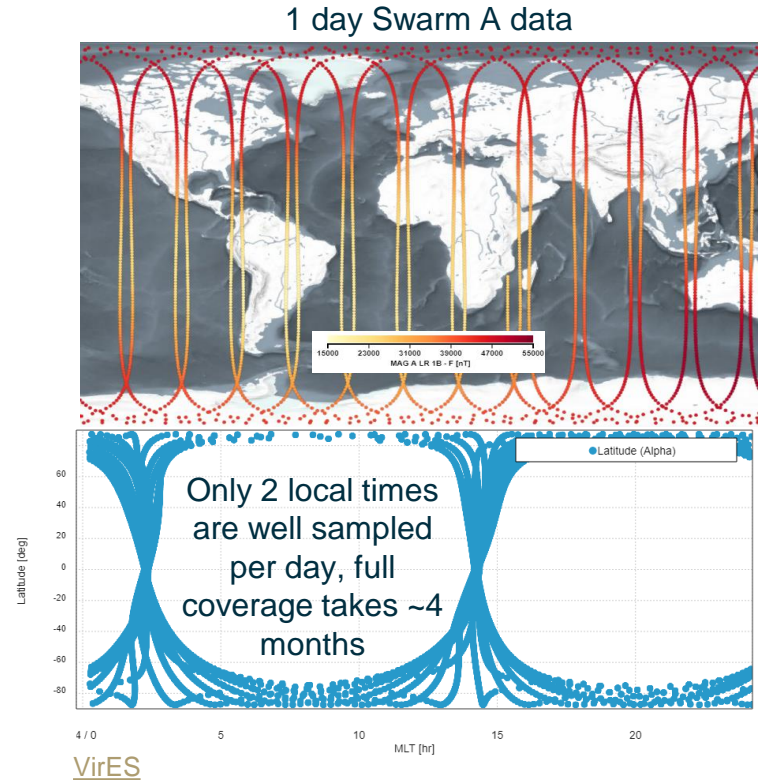 1 day Swarm A data
15000 23000 31000 39000 47000 55000
MAG A LR 1B - F [nT]
Latitude (Alpha)
Latitude [deg]
60
40
20
0
-20
-40
-60
-80
Only 2 local times
are well sampled
per day, full
coverage takes ~4
months
4 / 0 5 10 15 20
MLT [hr]
VirES